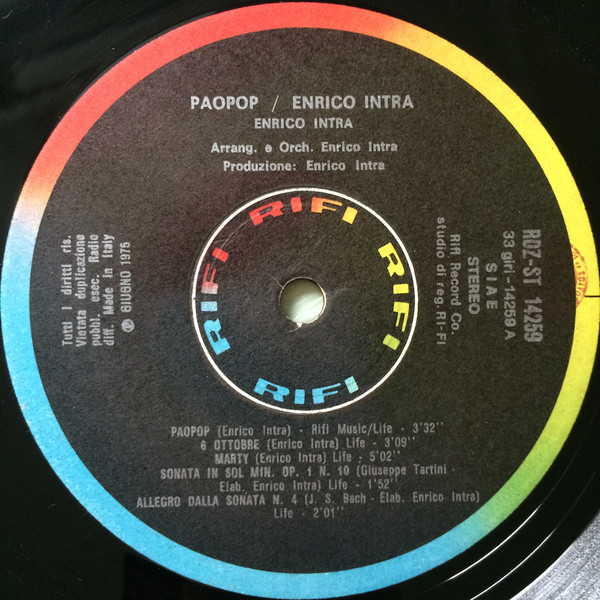 PAOPOP / ENRICO INTRA
ENRICO INTRA
Arrang. e Orch. Enrico Intra
Produzione: Enrico Intra
RIFI RIFI RIFI RIFI RIFI
Tutti i diritti ris.
Vietata duplicazione
pubbl. esec. Radio
diff. Made in Italy
℗ GIUGNO 1975
RDZ-ST 14259
33 giri -14259 A
S I A E
STEREO
Rifi Record Co.
studio di reg. RI-FI
PAOPOP (Enrico Intra) - Rifi Music/Life - 3'32''
6 OTTOBRE (Enrico Intra) Life - 3'09''
MARTY (Enrico Intra) Life - 5'02''
SONATA IN SOL MIN. OP. 1 N. 10 (Giuseppe Tartini -
Elab. Enrico Intra) Life - 1'52''
ALLEGRO DALLA SONATA N. 4 (J. S. Bach - Elab. Enrico Intra)
Life - 2'01''